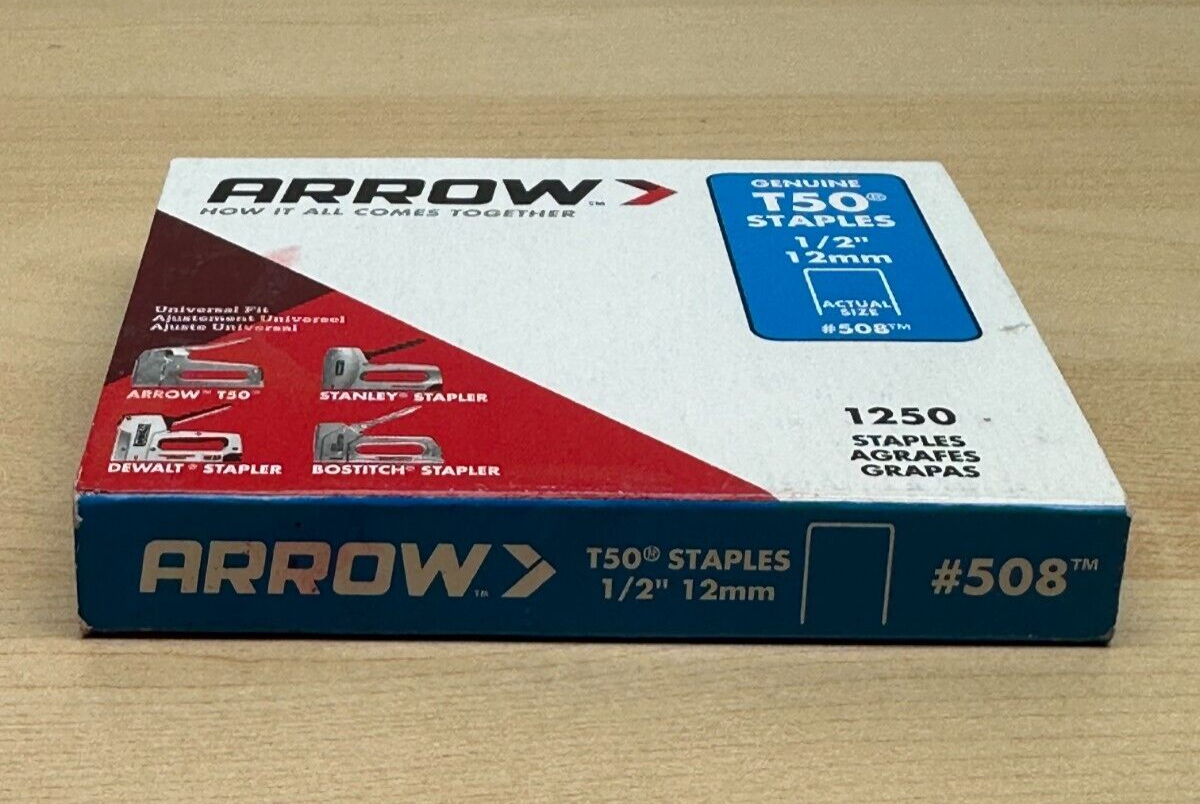 ARROW™
HOW IT ALL COMES TOGETHER
GENUINE
T50®
STAPLES
1/2"
12mm
ACTUAL
SIZE
#508™
Universal Fit
Ajustement Universel
Ajuste Universal
ARROW™ T50™
STANLEY® STAPLER
DEWALT® STAPLER
BOSTITCH® STAPLER
1250
STAPLES
AGRAFES
GRAPAS
ARROW™
T50® STAPLES
1/2" 12mm
#508™